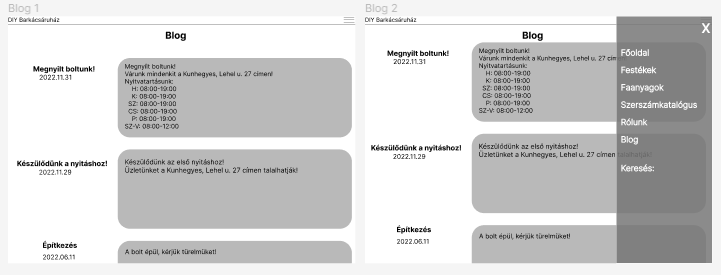 Blog 1
DIY Barkácsáruház
Blog
Megnyílt boltunk!
2022.11.31
Megnyílt boltunk!
Várunk mindenkit a Kunhegyes, Lehel u. 27 címen!
Nyitvatartásunk:
H: 08:00-19:00
K: 08:00-19:00
SZ: 08:00-19:00
CS: 08:00-19:00
P: 08:00-19:00
SZ-V: 08:00-12:00
Készülődünk a nyitáshoz!
2022.11.29
Készülődünk az első nyitáshoz!
Üzletünket a Kunhegyes, Lehel u. 27 címen találhatják!
Építkezés
2022.06.11
A bolt épül, kérjük türelmüket!
Blog 2
DIY Barkácsáruház
Blog
Megnyílt boltunk!
2022.11.31
Megnyílt boltunk!
Várunk mindenkit a Kunhegyes, Lehel u. 27 címen!
Nyitvatartásunk:
H: 08:00-19:00
K: 08:00-19:00
SZ: 08:00-19:00
CS: 08:00-19:00
P: 08:00-19:00
SZ-V: 08:00-12:00
Készülődünk a nyitáshoz!
2022.11.29
Készülődünk az első nyitáshoz!
Üzletünket a Kunhegyes, Lehel u. 27 címen találhatják!
Építkezés
2022.06.11
A bolt épül, kérjük türelmüket!
X
Főoldal
Festékek
Faanyagok
Szerszámkatalógus
Rólunk
Blog
Keresés: